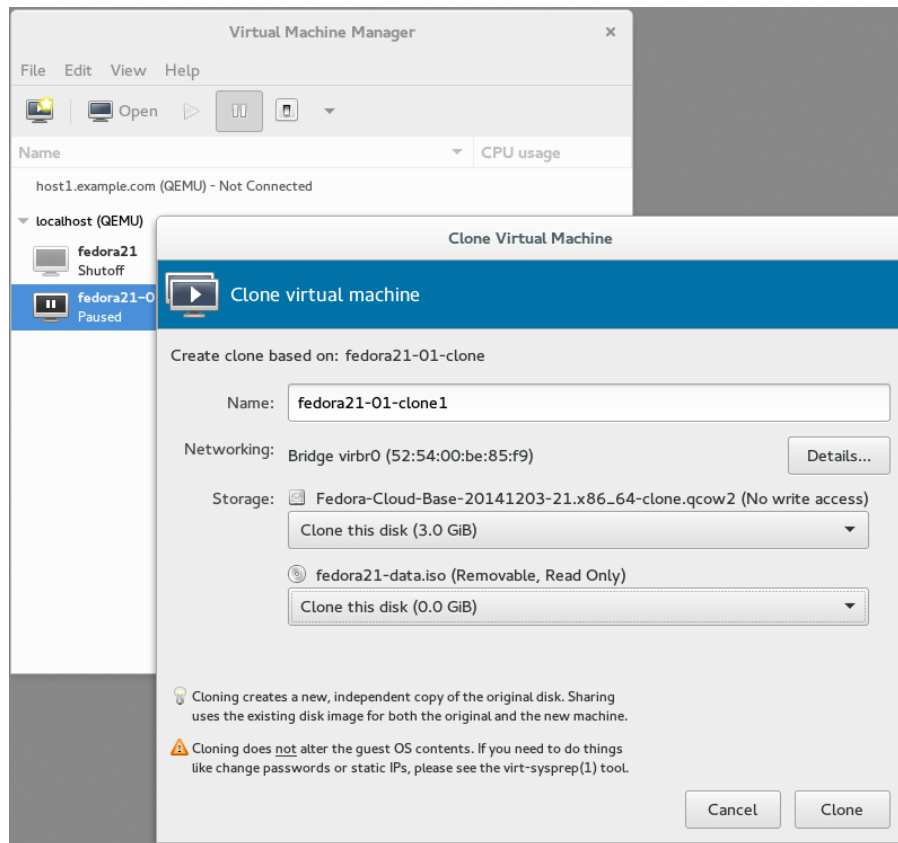 Virtual Machine Manager
File Edit View Help
Open
Name CPU usage
host1.example.com (QEMU) - Not Connected
localhost (QEMU)
fedora21
Shutoff
fedora21-0
Paused
Clone Virtual Machine
Clone virtual machine
Create clone based on: fedora21-01-clone
Name: fedora21-01-clone1
Networking: Bridge virbr0 (52:54:00:be:85:f9) Details...
Storage: Fedora-Cloud-Base-20141203-21.x86_64-clone.qcow2 (No write access)
Clone this disk (3.0 GiB)
fedora21-data.iso (Removable, Read Only)
Clone this disk (0.0 GiB)
Cloning creates a new, independent copy of the original disk. Sharing
uses the existing disk image for both the original and the new machine.
Cloning does not alter the guest OS contents. If you need to do things
like change passwords or static IPs, please see the virt-sysprep(1) tool.
Cancel Clone